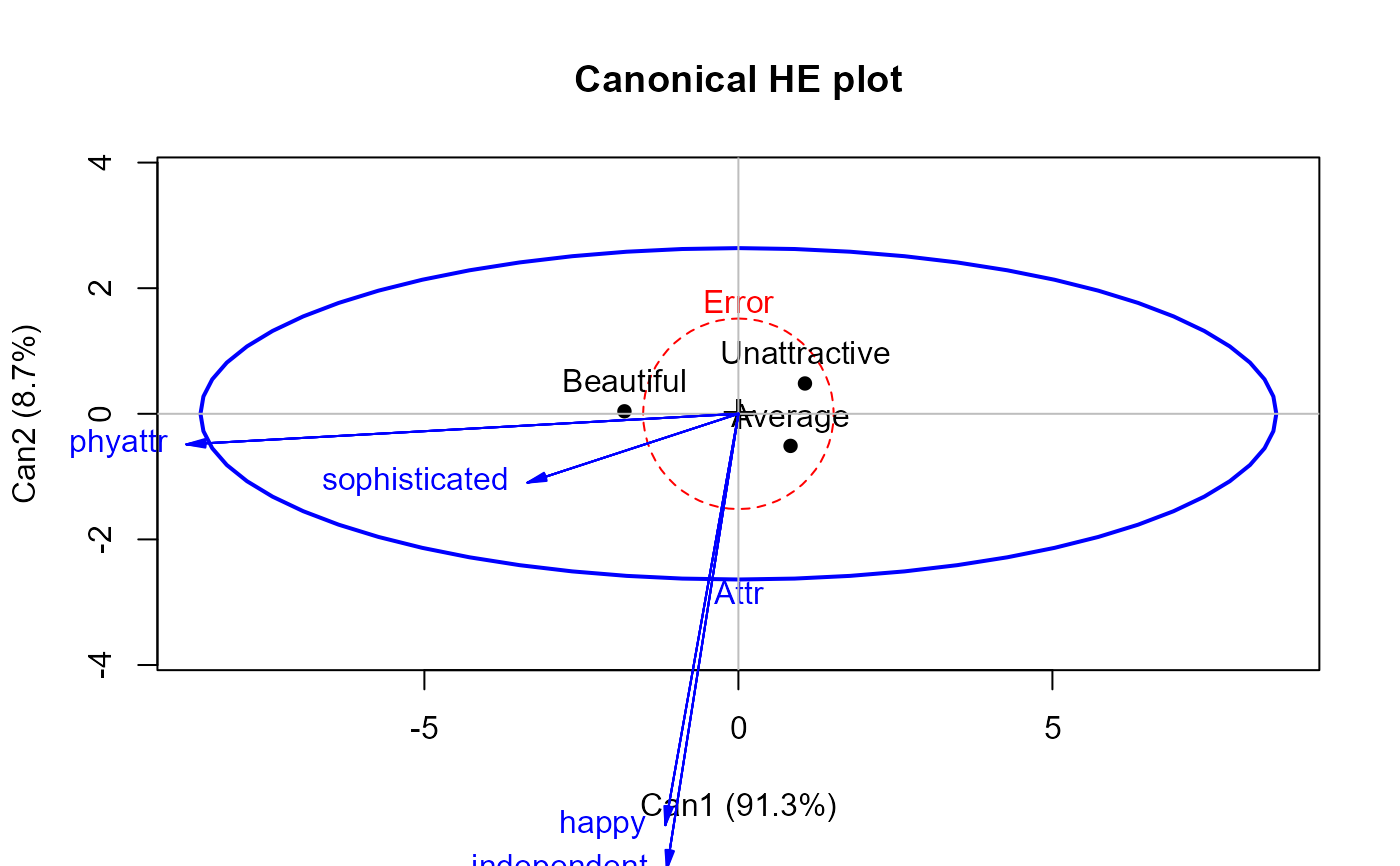 Canonical HE plot
4
2
0
-2
-4
Can2 (8.7%)
Error
Unattractive
Beautiful
Average
phyattr
sophisticated
Attr
-5
0
5
Can1 (91.3%)
happy
independent